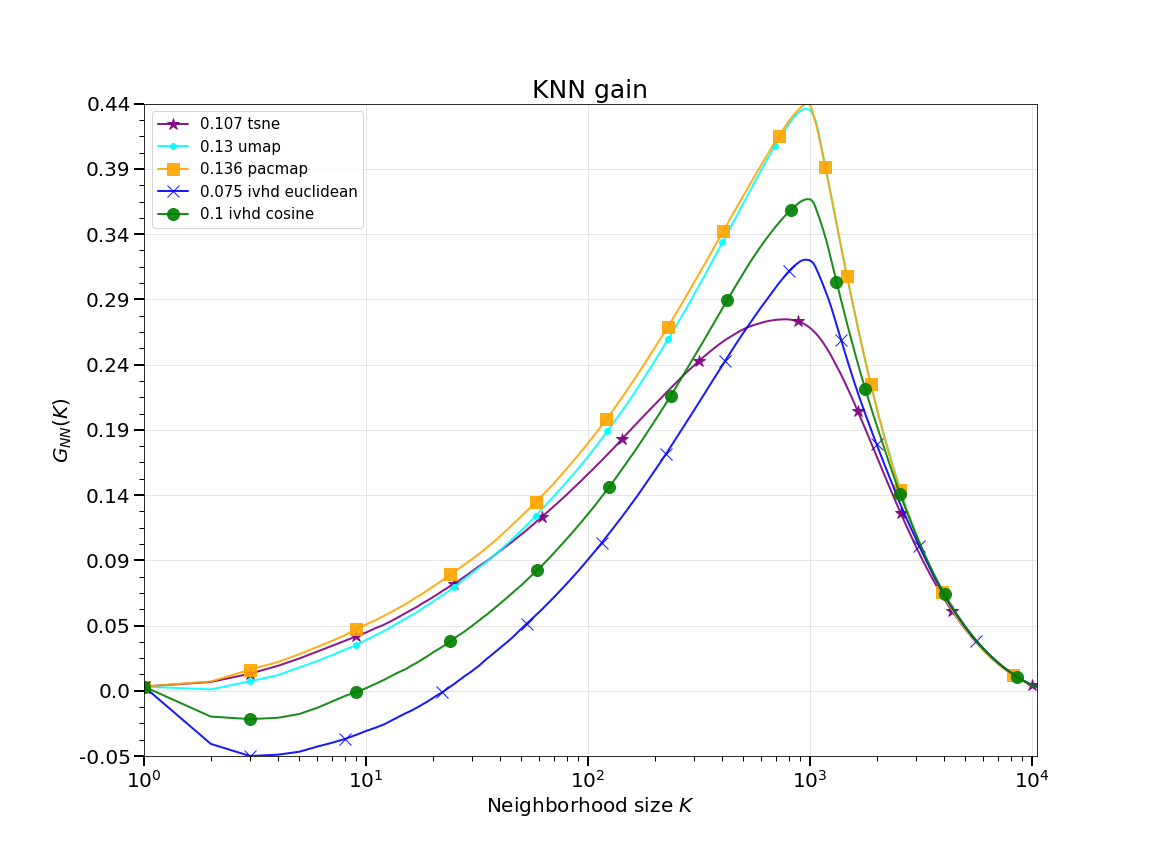 KNN gain
0.107 tsne
0.13 umap
0.136 pacmap
0.075 ivhd euclidean
0.1 ivhd cosine
0.44
0.39
0.34
0.29
0.24
0.19
0.14
0.09
0.05
0.0
-0.05
G_{NN}(K)
10^0 10^1 10^2 10^3 10^4
Neighborhood size K